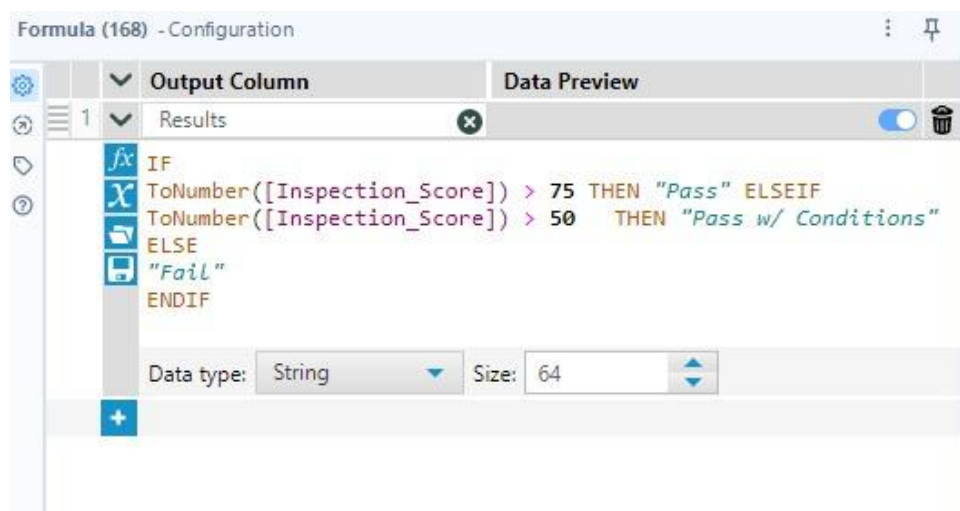 Formula (168) - Configuration
Output Column Data Preview
1 Results
fx IF
X ToNumber([Inspection_Score]) > 75 THEN "Pass" ELSEIF
ToNumber([Inspection_Score]) > 50 THEN "Pass w/ Conditions"
ELSE
"Fail"
ENDIF
Data type: String Size: 64